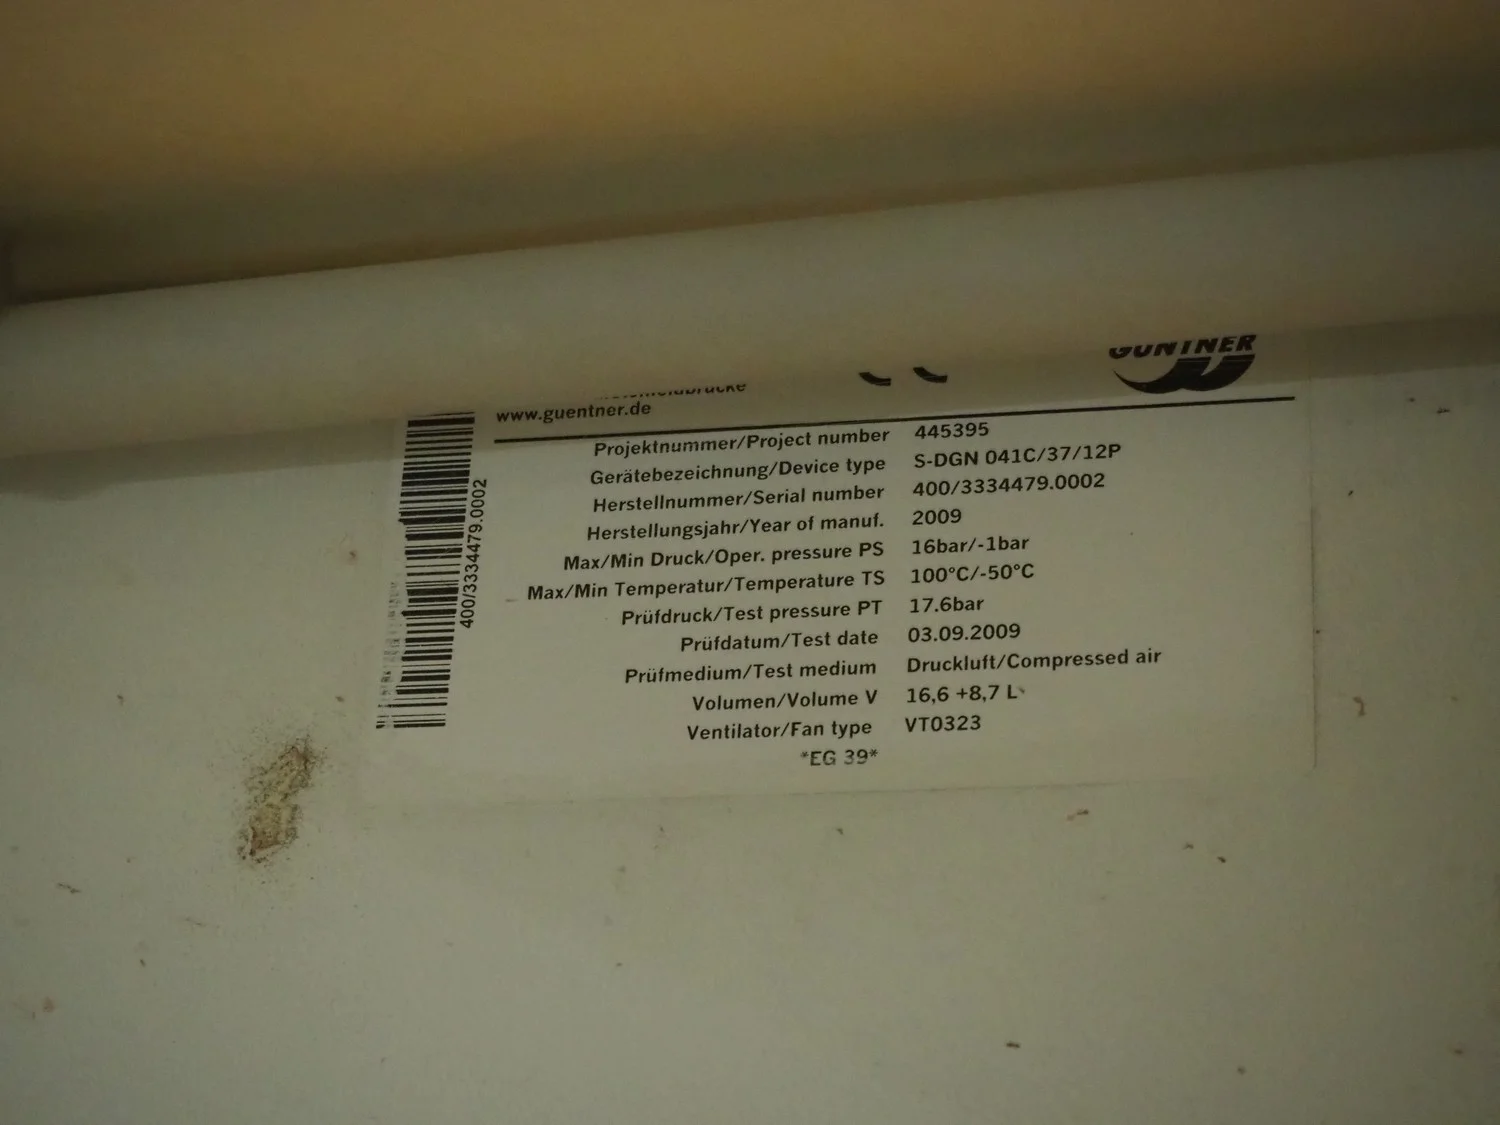 GÜNTNER
www.guentner.de
Projektnummer/Project number 445395
Gerätebezeichnung/Device type S-DGN 041C/37/12P
Herstellnummer/Serial number 400/3334479.0002
Herstellungsjahr/Year of manuf. 2009
Max/Min Druck/Oper. pressure PS 16bar/-1bar
Max/Min Temperatur/Temperature TS 100°C/-50°C
Prüfdruck/Test pressure PT 17.6bar
Prüfdatum/Test date 03.09.2009
Prüfmedium/Test medium Druckluft/Compressed air
Volumen/Volume V 16,6 +8,7 L
Ventilator/Fan type VT0323
*EG 39*
400/3334479.0002